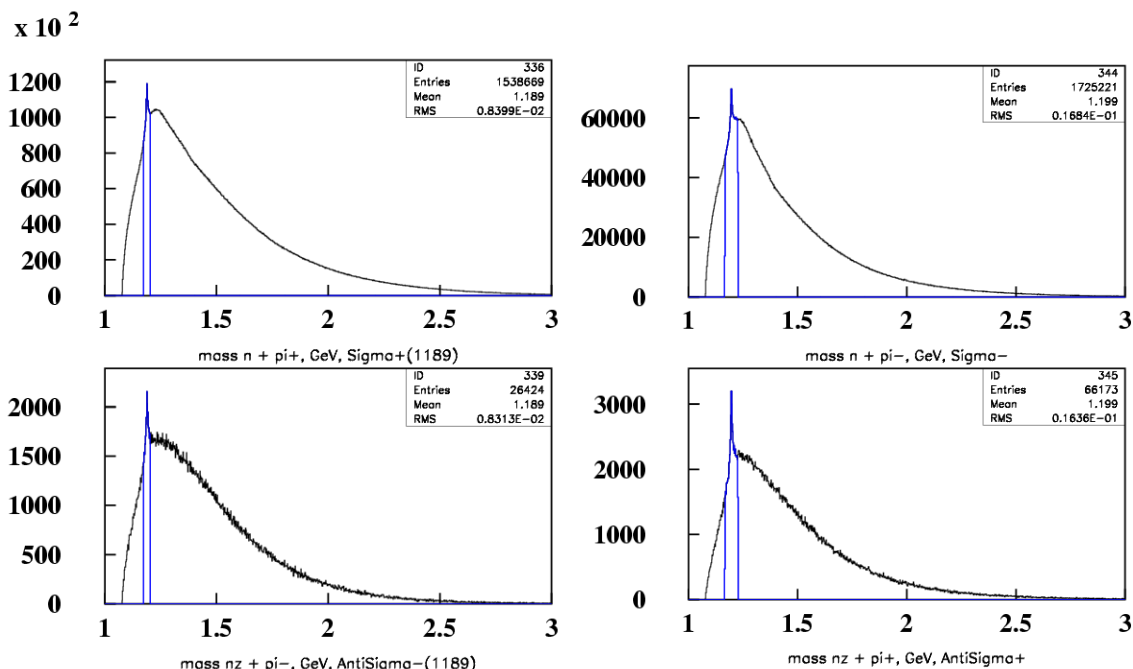 x 10 2
ID 336
Entries 1538669
Mean 1.189
RMS 0.8399E-02
1200
1000
800
600
400
200
0
1 1.5 2 2.5 3
mass n + pi+, GeV, Sigma+(1189)
ID 344
Entries 1725221
Mean 1.199
RMS 0.1684E-01
60000
40000
20000
0
1 1.5 2 2.5 3
mass n + pi-, GeV, Sigma-
ID 339
Entries 26424
Mean 1.189
RMS 0.8313E-02
2000
1500
1000
500
0
1 1.5 2 2.5 3
mass nz + pi-, GeV, AntiSigma-(1189)
ID 345
Entries 66173
Mean 1.199
RMS 0.1636E-01
3000
2000
1000
0
1 1.5 2 2.5 3
mass nz + pi+, GeV, AntiSigma+